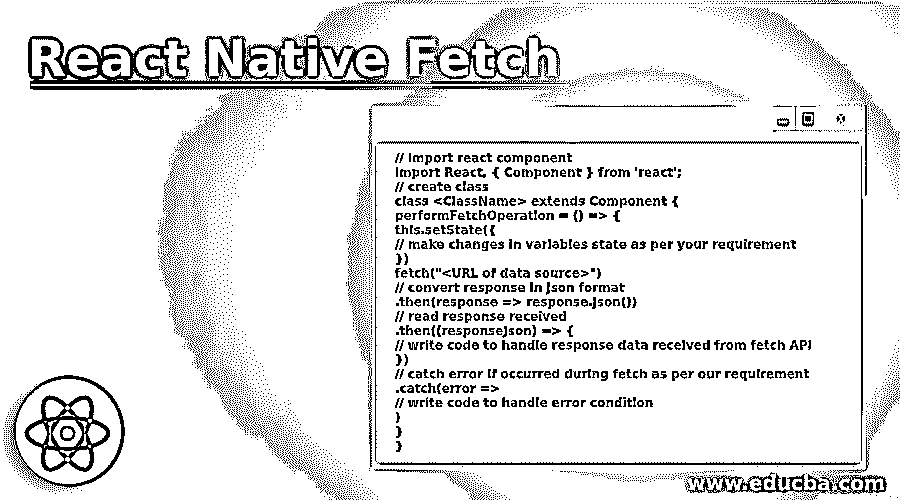 React Native Fetch
// import react component
import React, { Component } from 'react';
// create class
class <ClassName> extends Component {
performFetchOperation = () => {
this.setState({
// make changes in variables state as per your requirement
})
fetch("<URL of data source>")
// convert response in Json format
.then(response => response.json())
// read response received
.then((responseJson) => {
// write code to handle response data received from fetch API
})
// catch error if occurred during fetch as per our requirement
.catch(error =>
// write code to handle error condition
)
}
}
www.educba.com